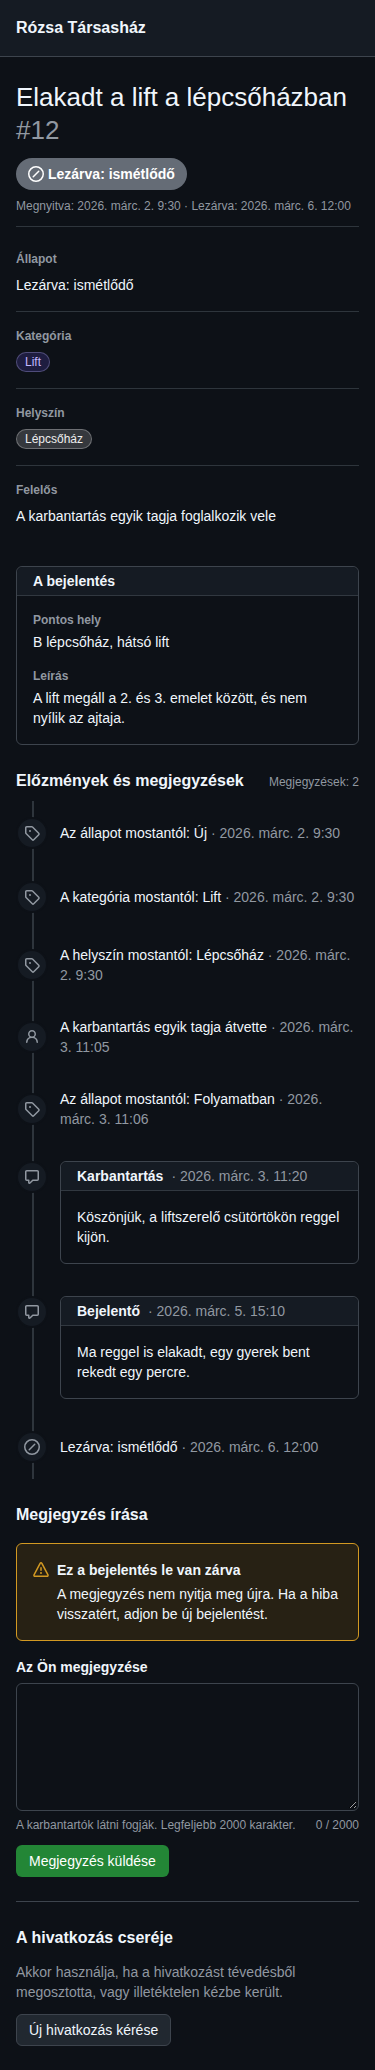 Rózsa Társasház
Elakadt a lift a lépcsőházban
#12
Lezárva: ismétlődő
Megnyitva: 2026. márc. 2. 9:30 · Lezárva: 2026. márc. 6. 12:00
Állapot
Lezárva: ismétlődő
Kategória
Lift
Helyszín
Lépcsőház
Felelős
A karbantartás egyik tagja foglalkozik vele
A bejelentés
Pontos hely
B lépcsőház, hátsó lift
Leírás
A lift megáll a 2. és 3. emelet között, és nem
nyílik az ajtaja.
Előzmények és megjegyzések Megjegyzések: 2
Az állapot mostantól: Új · 2026. márc. 2. 9:30
A kategória mostantól: Lift · 2026. márc. 2. 9:30
A helyszín mostantól: Lépcsőház · 2026. márc.
2. 9:30
A karbantartás egyik tagja átvette · 2026. márc.
3. 11:05
Az állapot mostantól: Folyamatban · 2026.
márc. 3. 11:06
Karbantartás · 2026. márc. 3. 11:20
Köszönjük, a liftszerelő csütörtökön reggel
kijön.
Bejelentő · 2026. márc. 5. 15:10
Ma reggel is elakadt, egy gyerek bent
rekedt egy percre.
Lezárva: ismétlődő · 2026. márc. 6. 12:00
Megjegyzés írása
Ez a bejelentés le van zárva
A megjegyzés nem nyitja meg újra. Ha a hiba
visszatért, adjon be új bejelentést.
Az Ön megjegyzése
A karbantartók látni fogják. Legfeljebb 2000 karakter. 0 / 2000
Megjegyzés küldése
A hivatkozás cseréje
Akkor használja, ha a hivatkozást tévedésből
megosztotta, vagy illetéktelen kézbe került.
Új hivatkozás kérése